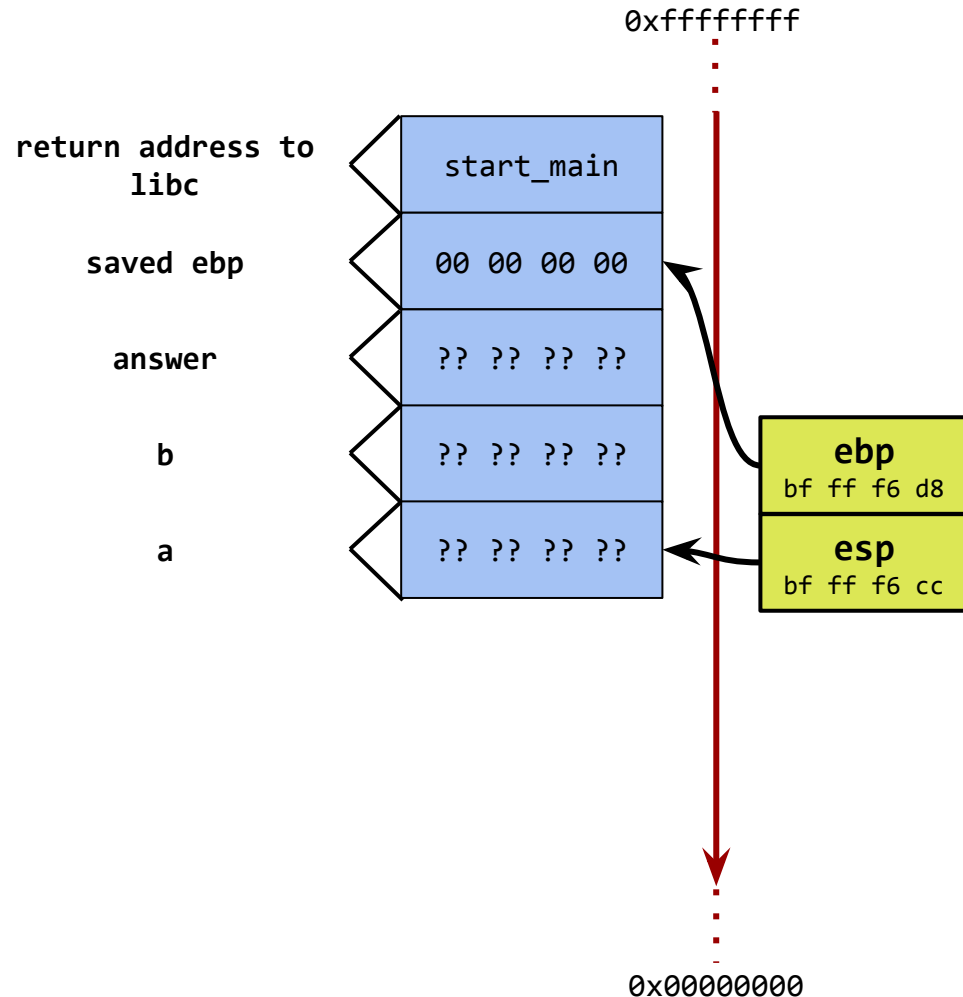 0xffffffff
return address to
libc
start_main
saved ebp
00 00 00 00
answer
?? ?? ?? ??
b
?? ?? ?? ??
a
?? ?? ?? ??
ebp
bf ff f6 d8
esp
bf ff f6 cc
0x00000000